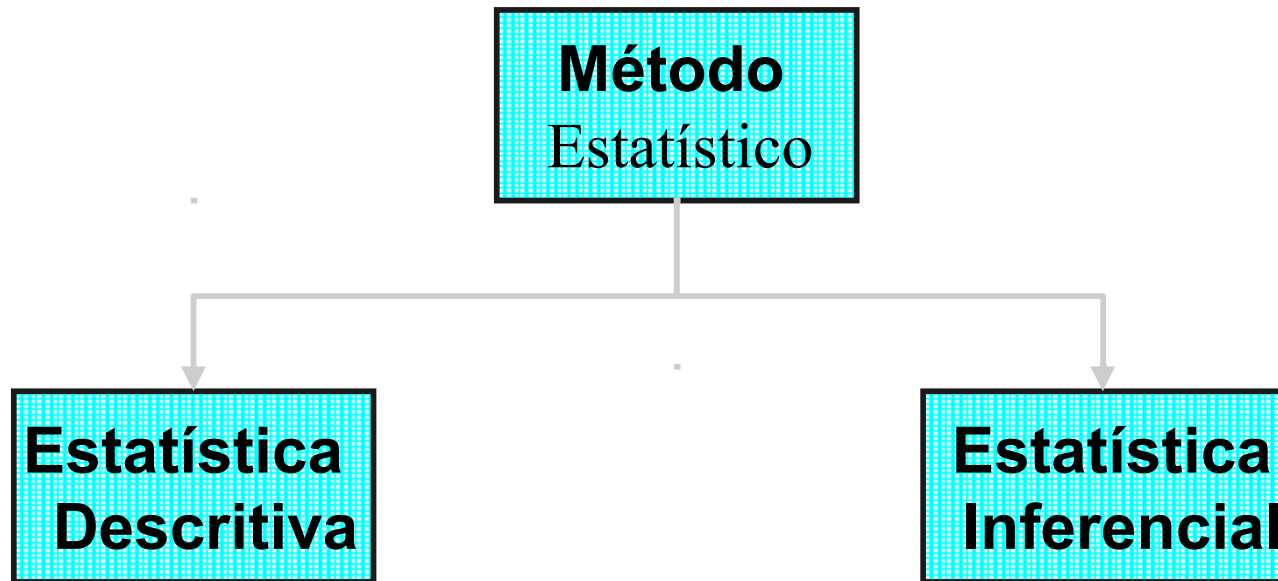 Método
Estatístico
Estatística
Descritiva
Estatística
Inferencial